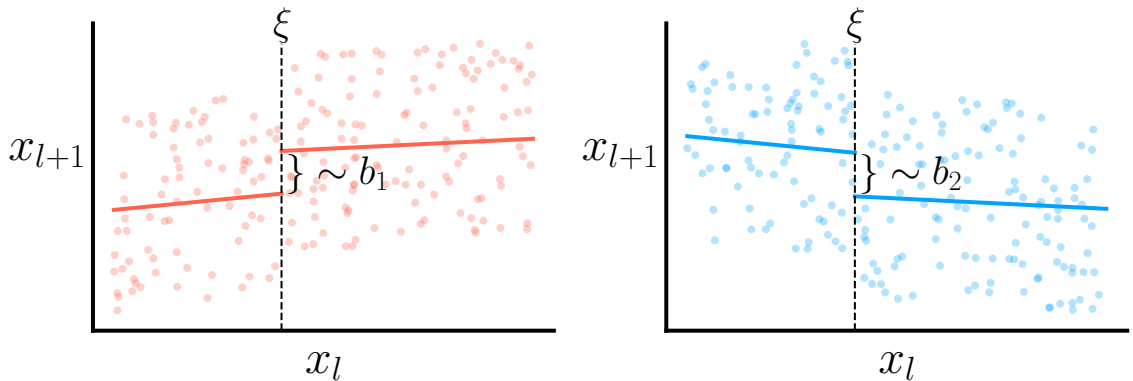 ξ
x_{l+1}
} ∼ b_1
x_l
ξ
x_{l+1}
} ∼ b_2
x_l